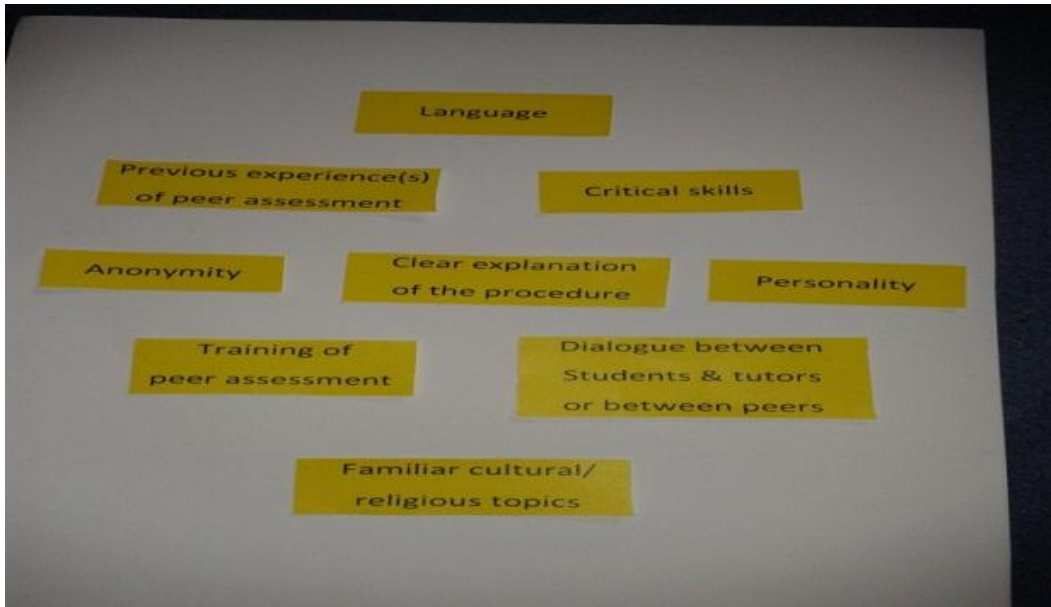 Language
Previous experience(s)
of peer assessment
Critical skills
Anonymity
Clear explanation
of the procedure
Personality
Training of
peer assessment
Dialogue between
Students & tutors
or between peers
Familiar cultural/
religious topics